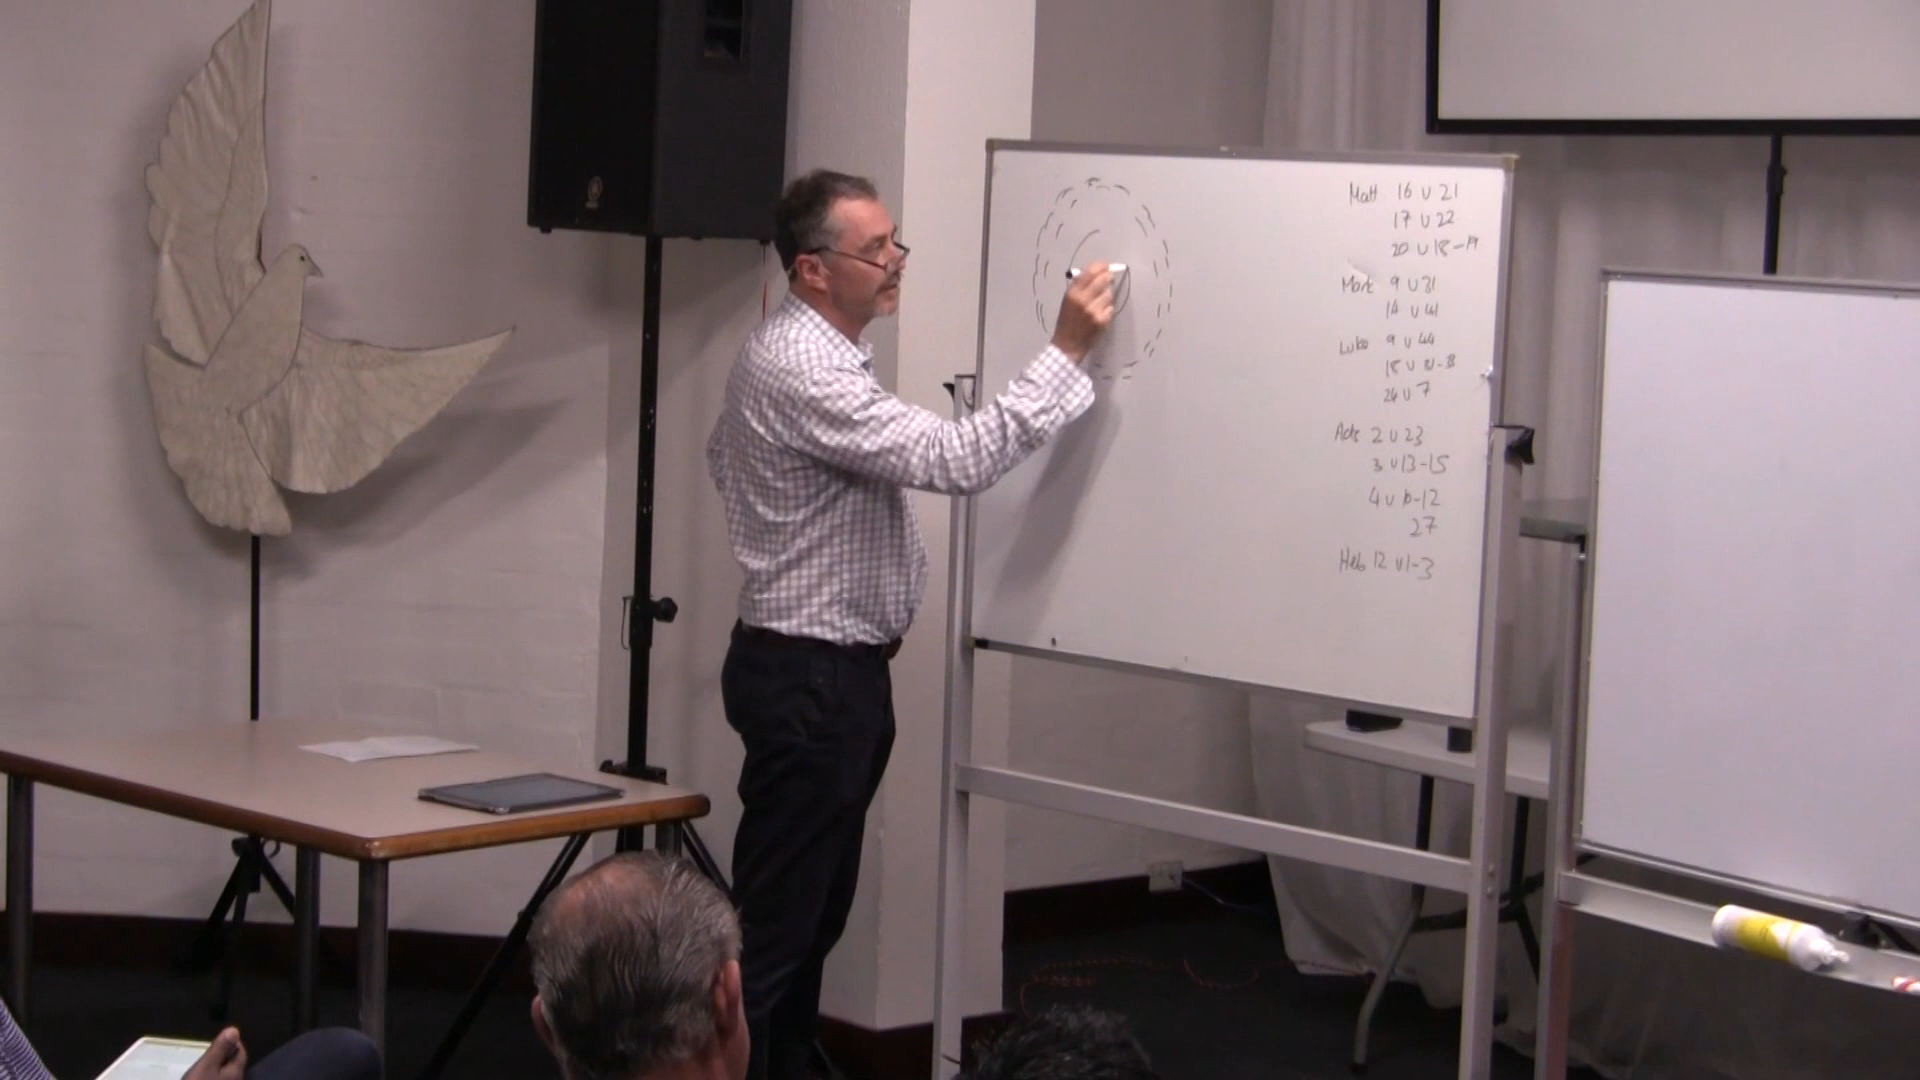 Matt 16 v 21
17 v 22
20 v 18-19
Mark 9 v 31
14 v 41
Luke 9 v 44
18 v 31-33
24 v 7
Acts 2 v 23
3 v 13-15
4 v 10-12
27
Heb 12 v 1-3